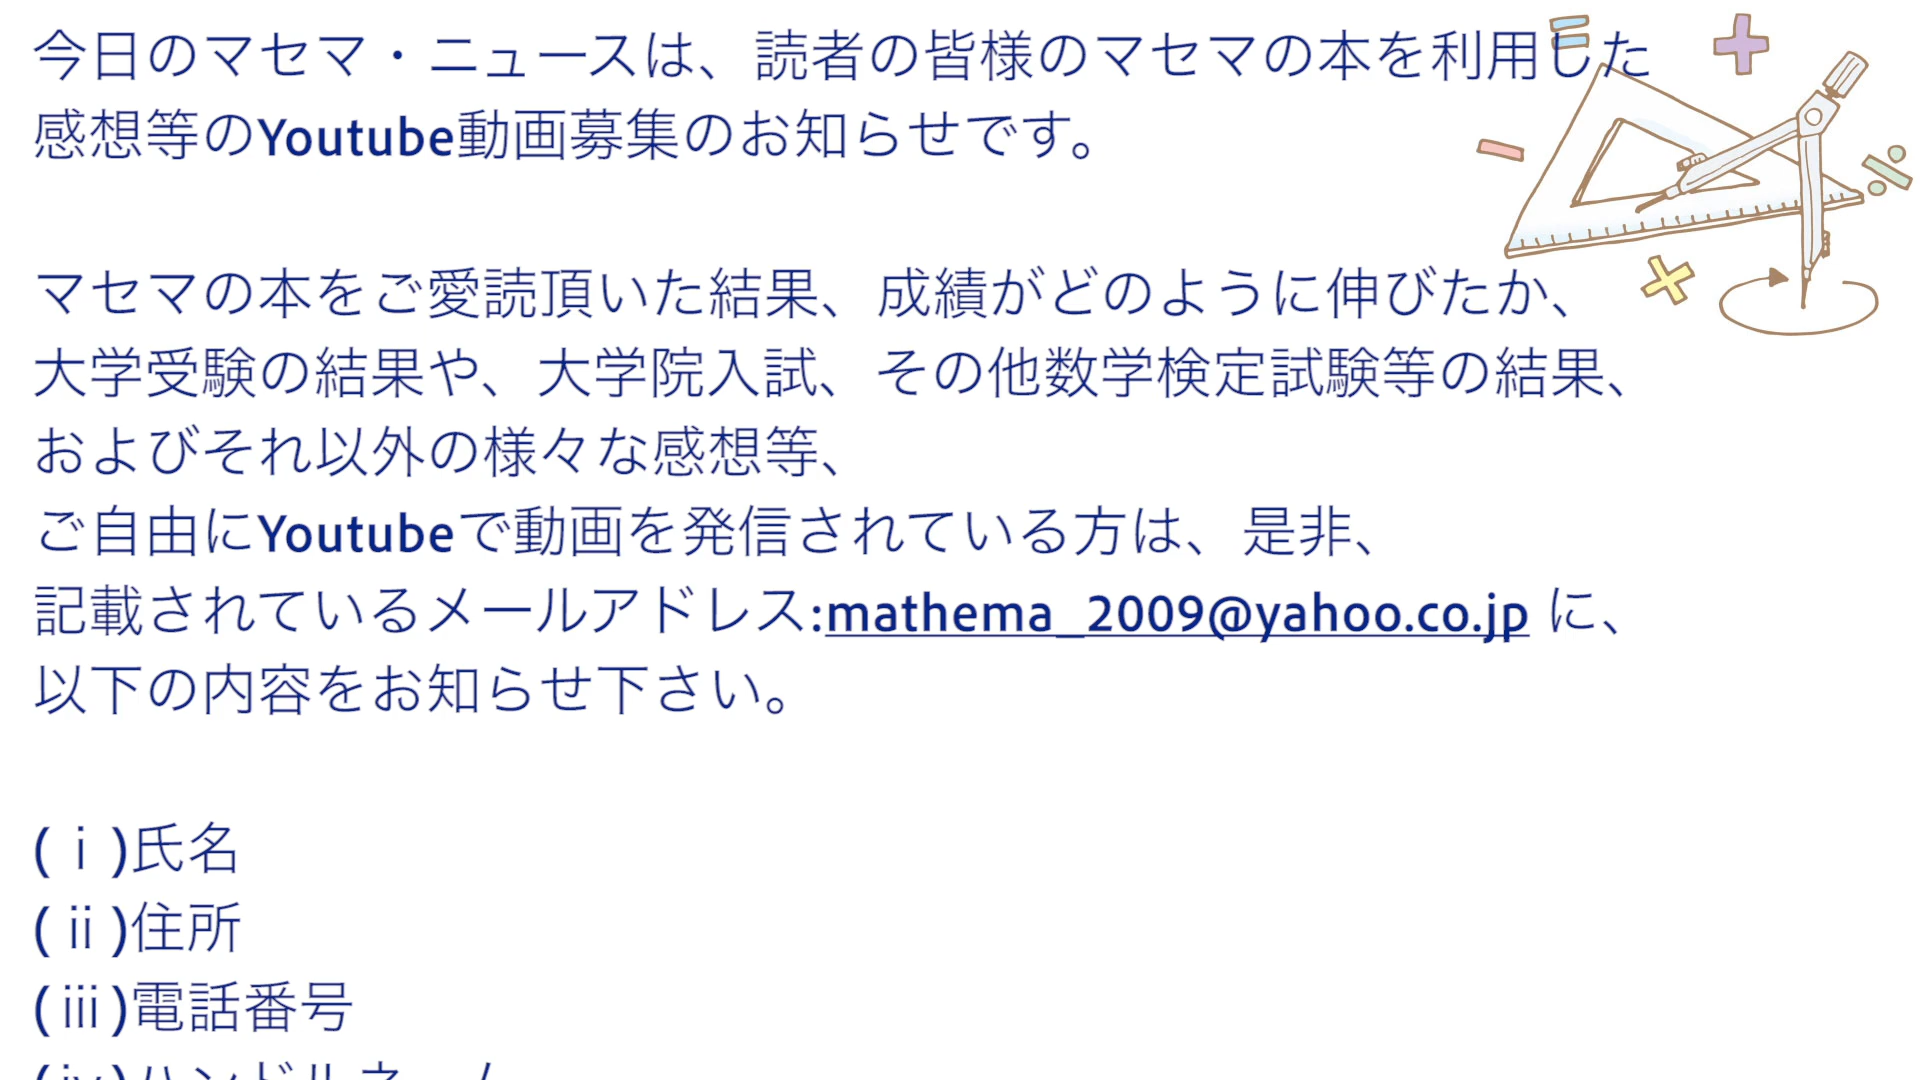 今日のマセマ・ニュースは、読者の皆様のマセマの本を利用した
感想等のYoutube動画募集のお知らせです。
マセマの本をご愛読頂いた結果、成績がどのように伸びたか、
大学受験の結果や、大学院入試、その他数学検定試験等の結果、
およびそれ以外の様々な感想等、
ご自由にYoutubeで動画を発信されている方は、是非、
記載されているメールアドレス:mathema_2009@yahoo.co.jp に、
以下の内容をお知らせ下さい。
(ⅰ)氏名
(ⅱ)住所
(ⅲ)電話番号
(ⅳ)ハンドルネーム